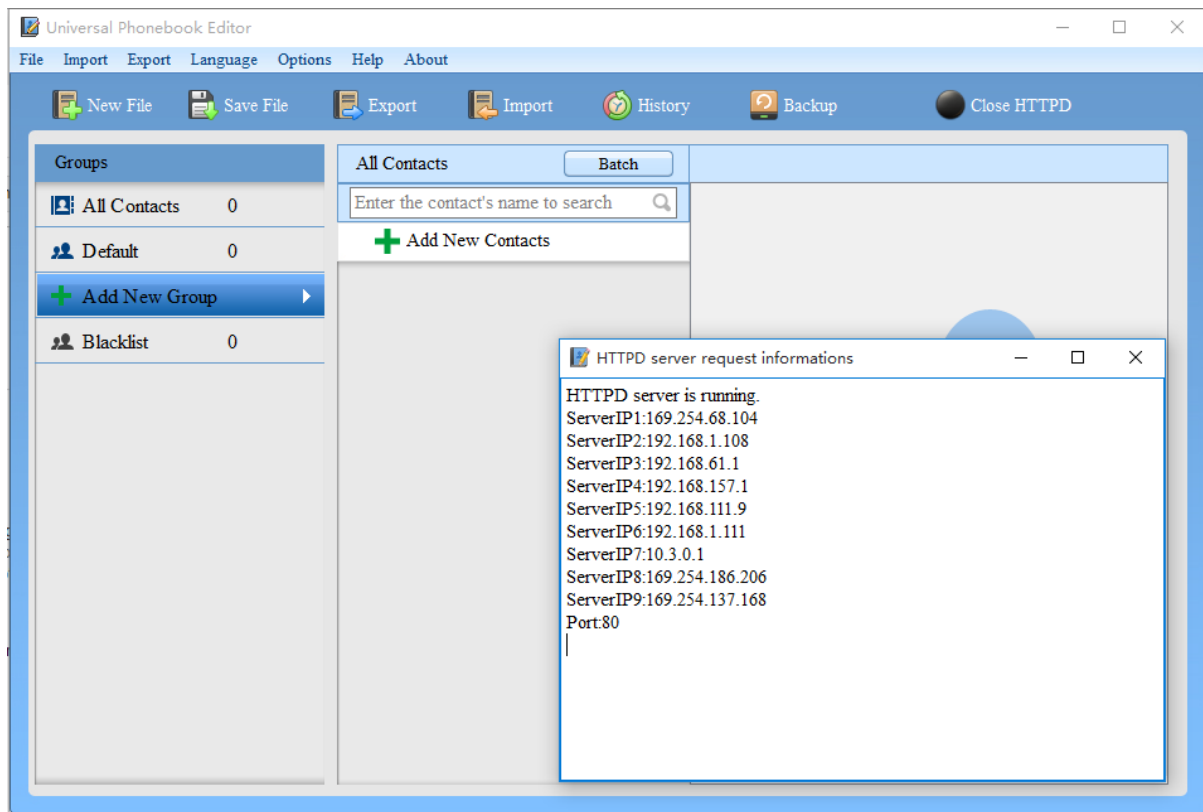 Universal Phonebook Editor
File Import Export Language Options Help About
New File Save File Export Import History Backup Close HTTPD
Groups
All Contacts 0
Default 0
Add New Group
Blacklist 0
All Contacts Batch
Enter the contact's name to search
Add New Contacts
HTTPD server request informations
HTTPD server is running.
ServerIP1:169.254.68.104
ServerIP2:192.168.1.108
ServerIP3:192.168.61.1
ServerIP4:192.168.157.1
ServerIP5:192.168.111.9
ServerIP6:192.168.1.111
ServerIP7:10.3.0.1
ServerIP8:169.254.186.206
ServerIP9:169.254.137.168
Port:80